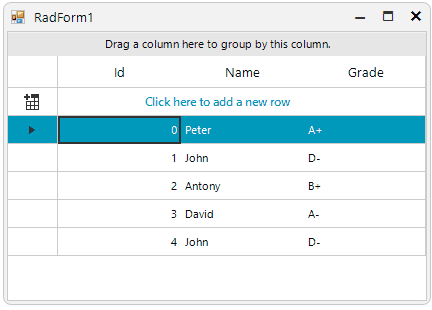 RadForm1
Drag a column here to group by this column.
Id Name Grade
Click here to add a new row
0 Peter A+
1 John D-
2 Antony B+
3 David A-
4 John D-